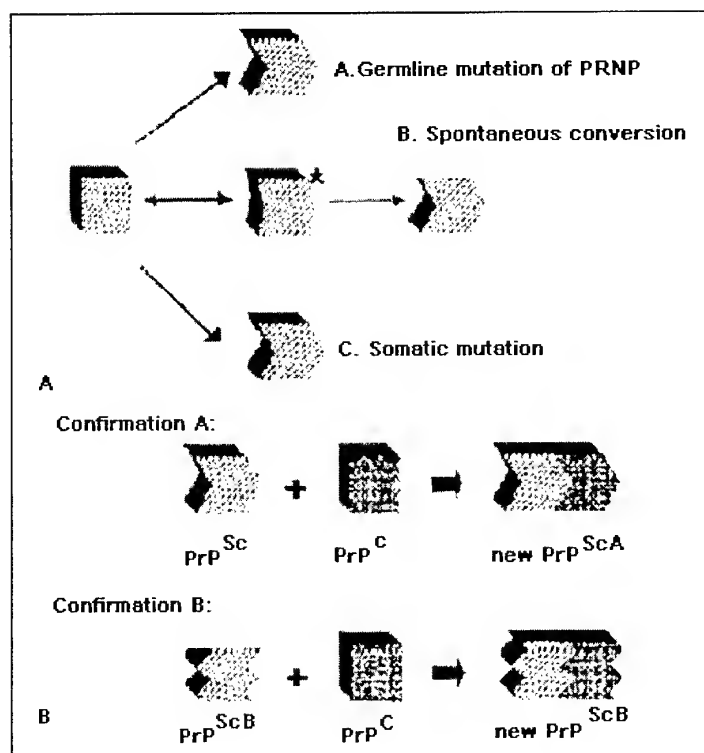 A. Germline mutation of PRNP
B. Spontaneous conversion
*
C. Somatic mutation
A
Confirmation A:
+
PrP Sc
PrP c
new PrP ScA
Confirmation B:
+
B
PrP ScB
PrP C
new PrP ScB